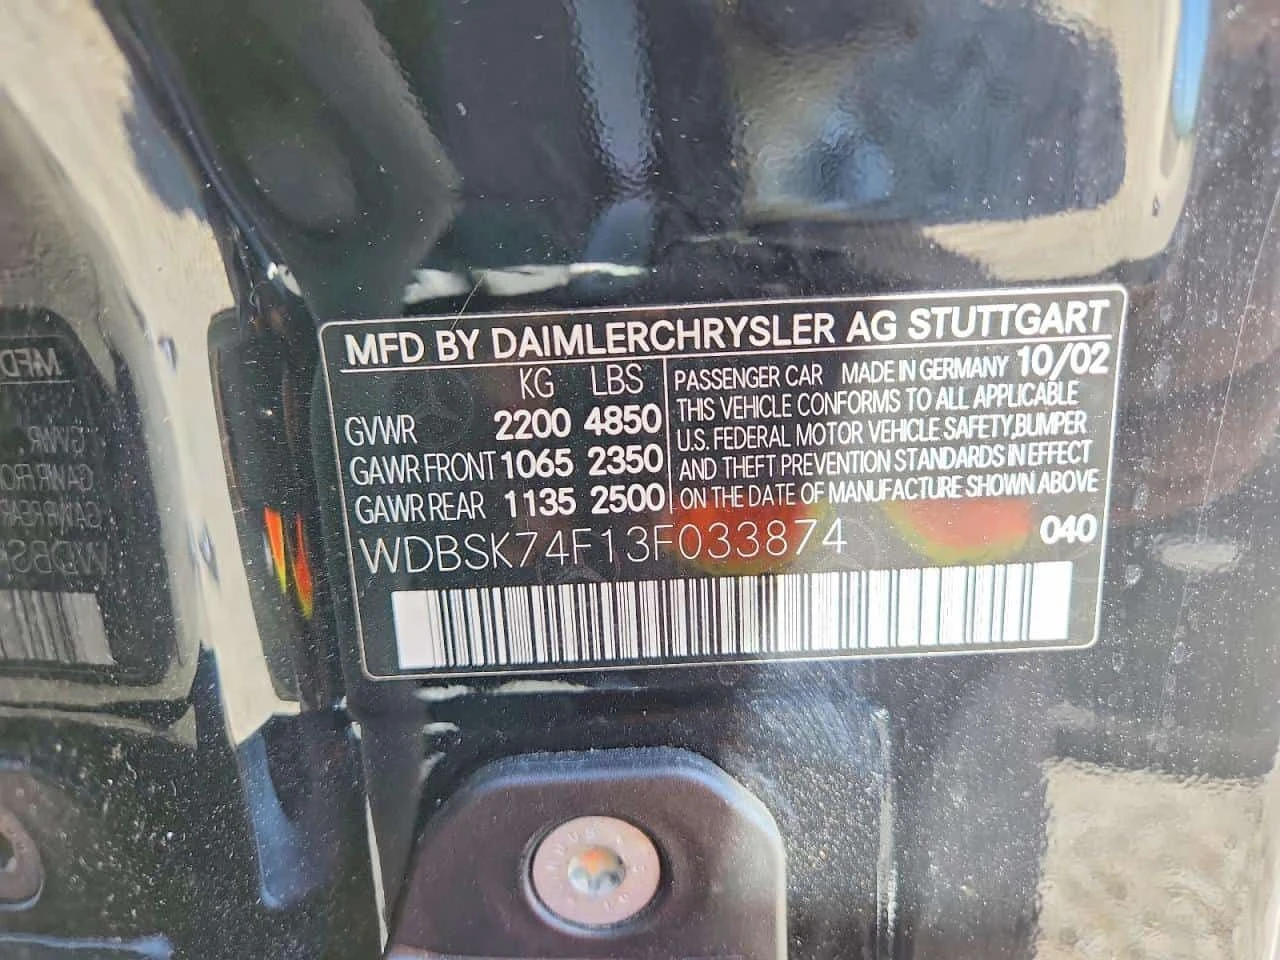 MFD BY DAIMLERCHRYSLER AG STUTTGART
KG LBS
GVWR 2200 4850
GAWR FRONT 1065 2350
GAWR REAR 1135 2500
PASSENGER CAR MADE IN GERMANY 10/02
THIS VEHICLE CONFORMS TO ALL APPLICABLE
U.S. FEDERAL MOTOR VEHICLE SAFETY,BUMPER
AND THEFT PREVENTION STANDARDS IN EFFECT
ON THE DATE OF MANUFACTURE SHOWN ABOVE
WDBSK74F13F033874
040